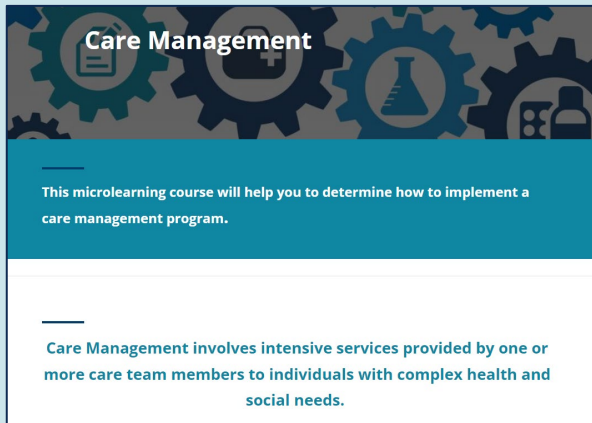 Care Management
This microlearning course will help you to determine how to implement a
care management program.
Care Management involves intensive services provided by one or
more care team members to individuals with complex health and
social needs.